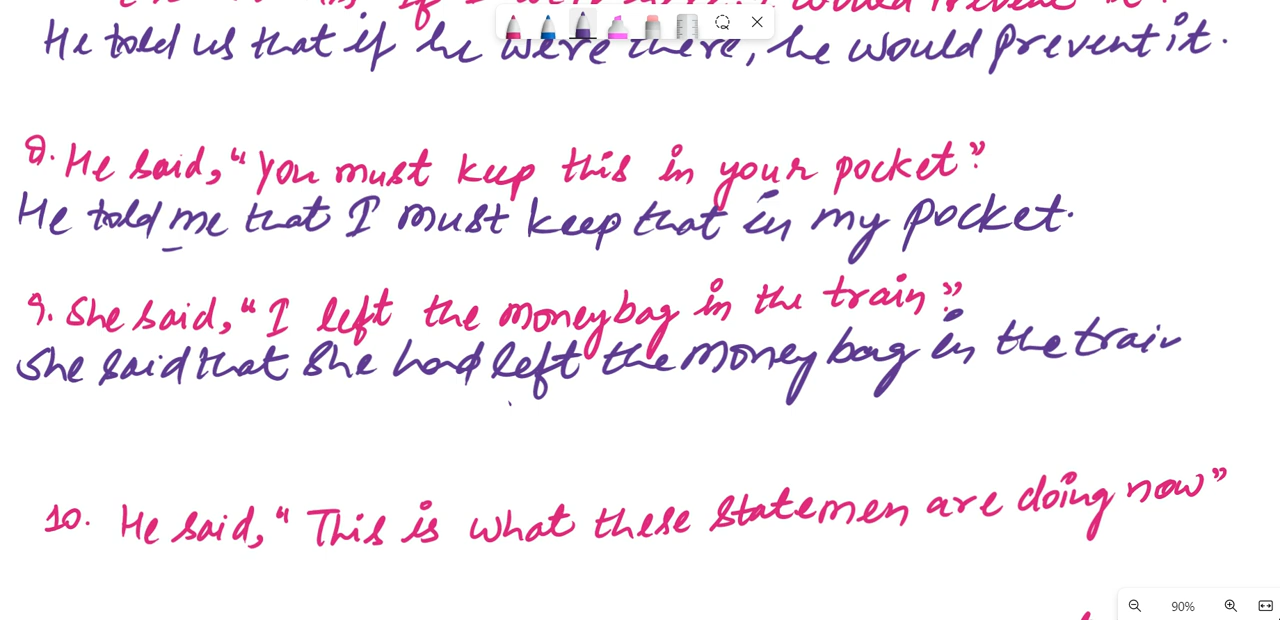 He told us that if he were there, he would prevent it.
8. He said, "You must keep this in your pocket."
He told me that I must keep that in my pocket.
9. She said, "I left the moneybag in the train."
She said that she had left the money bag in the train
10. He said, "This is what these statemen are doing now"
90%